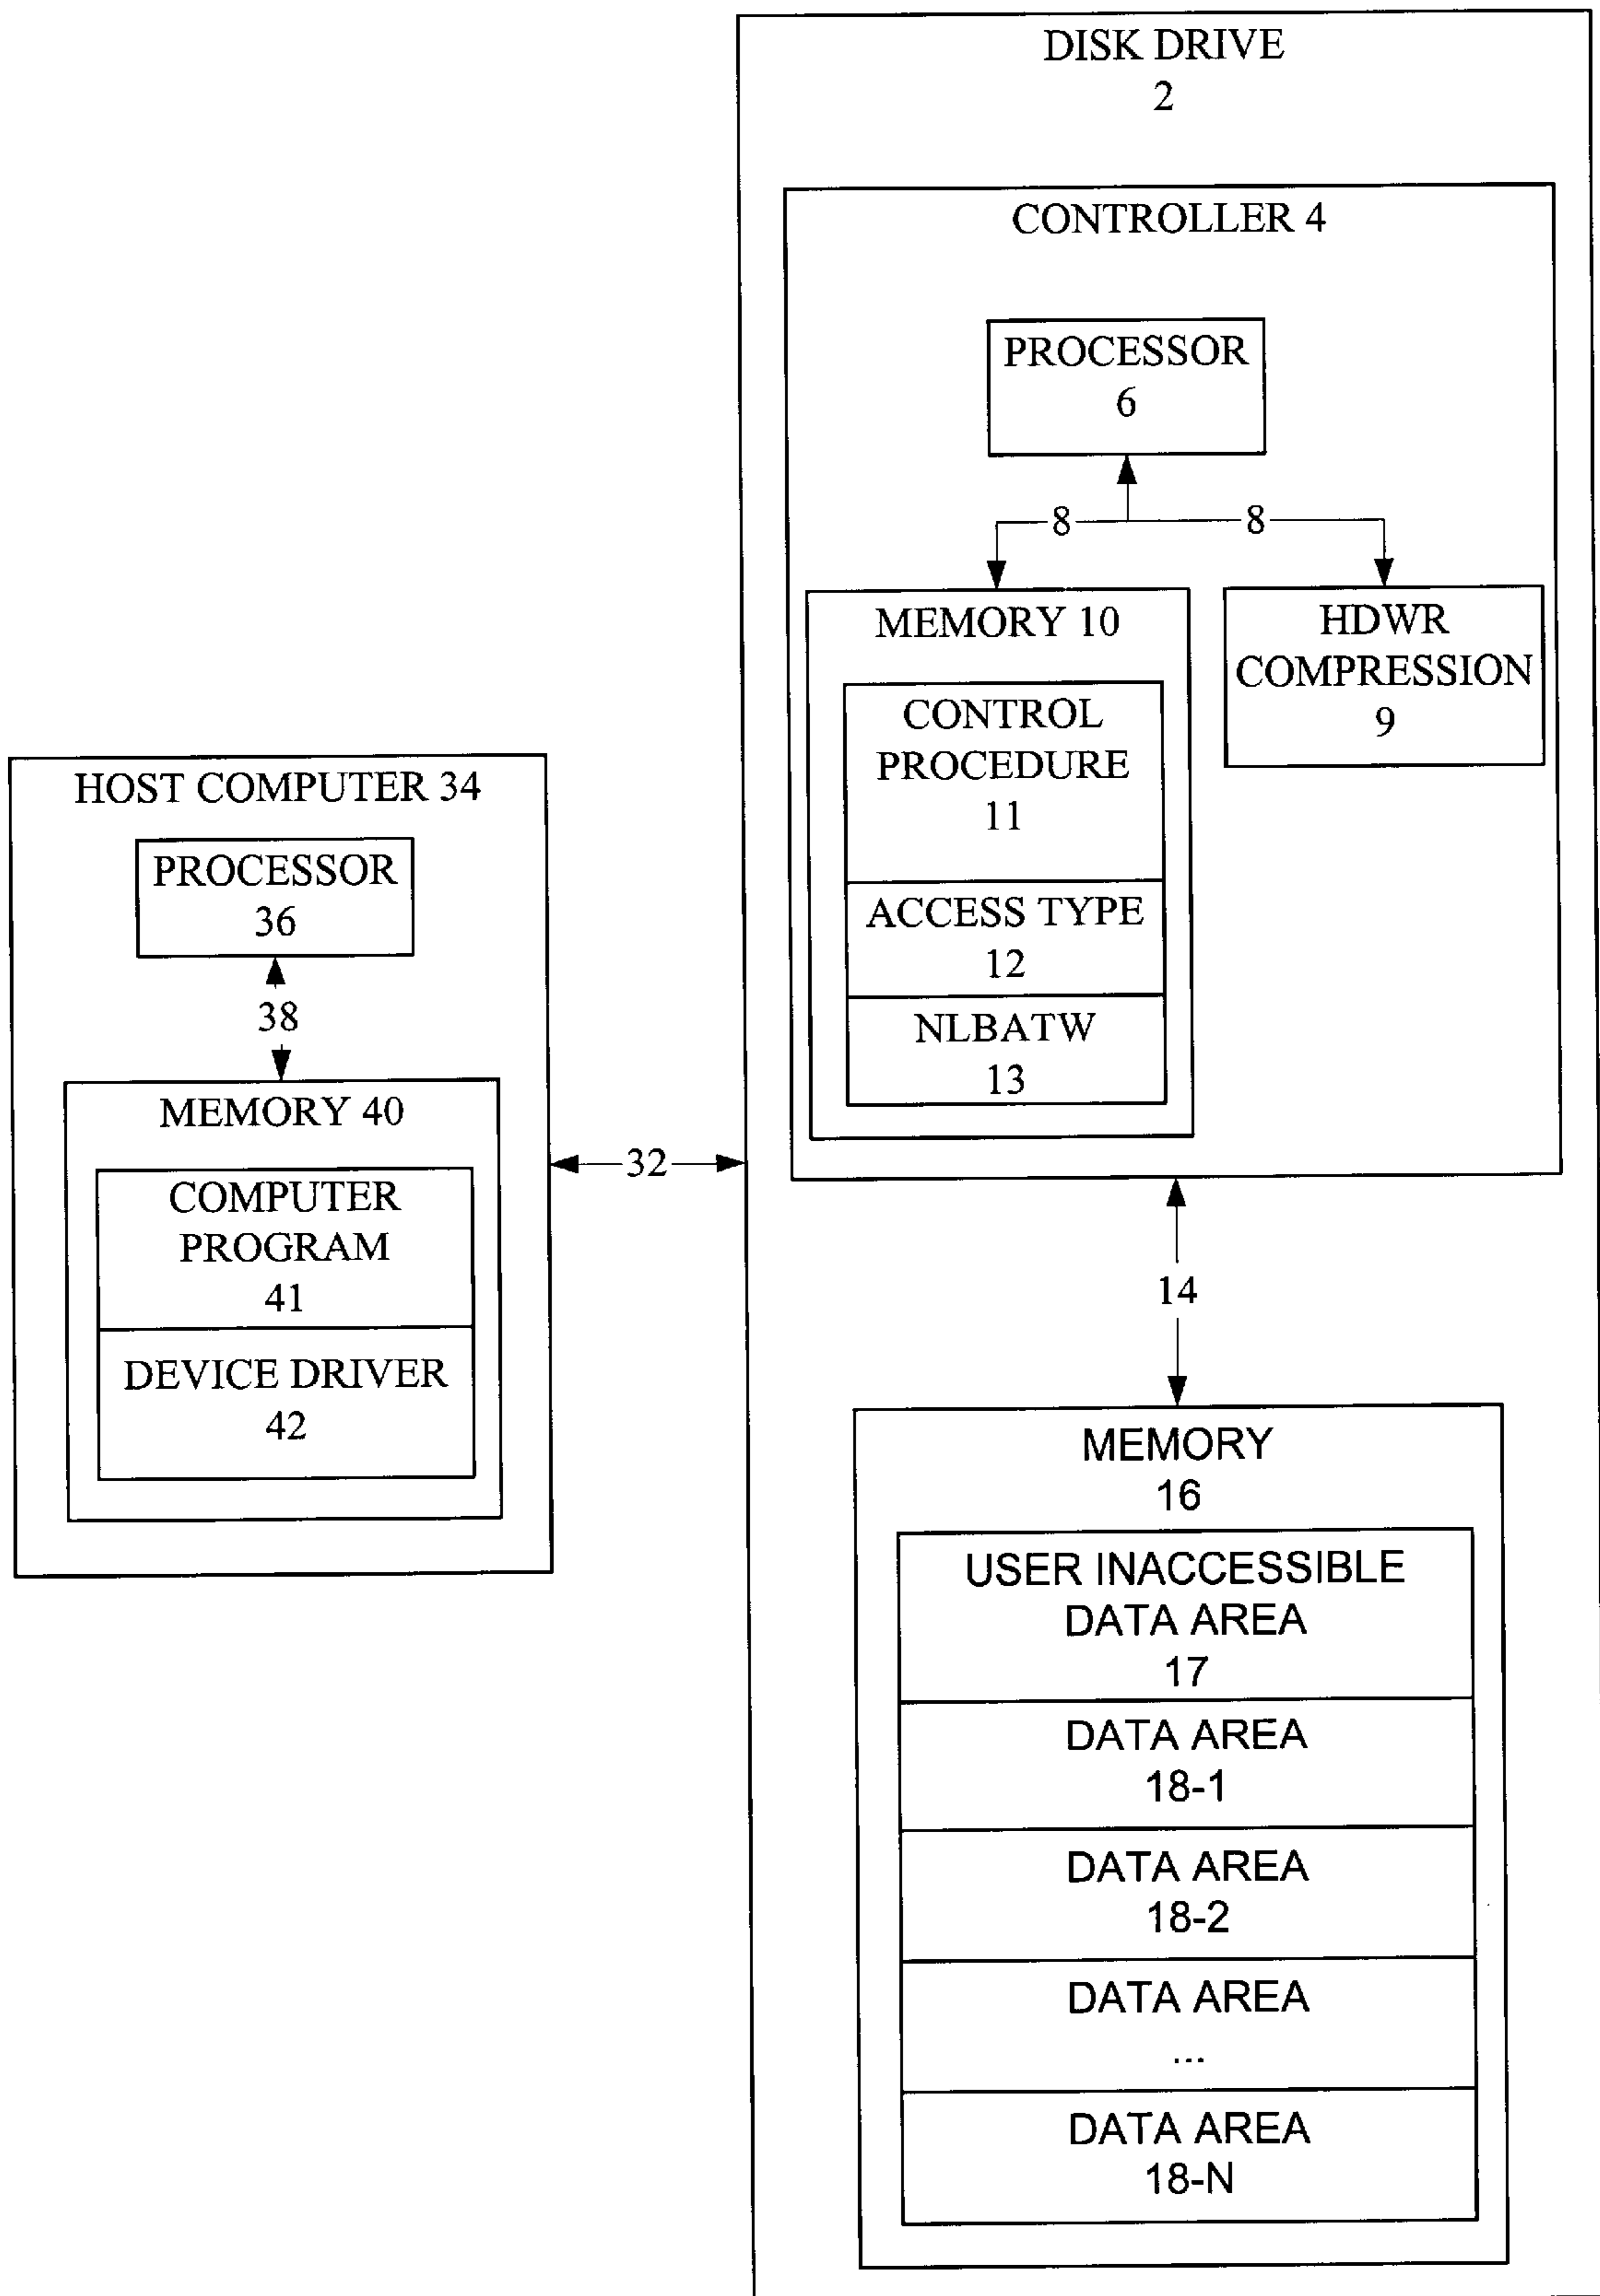 DISK DRIVE
2
CONTROLLER 4
PROCESSOR
6
8
8
MEMORY 10
CONTROL
PROCEDURE
11
ACCESS TYPE
12
NLBATW
13
HDWR
COMPRESSION
9
HOST COMPUTER 34
PROCESSOR
36
38
MEMORY 40
COMPUTER
PROGRAM
41
DEVICE DRIVER
42
32
14
MEMORY
16
USER INACCESSIBLE
DATA AREA
17
DATA AREA
18-1
DATA AREA
18-2
DATA AREA
...
DATA AREA
18-N